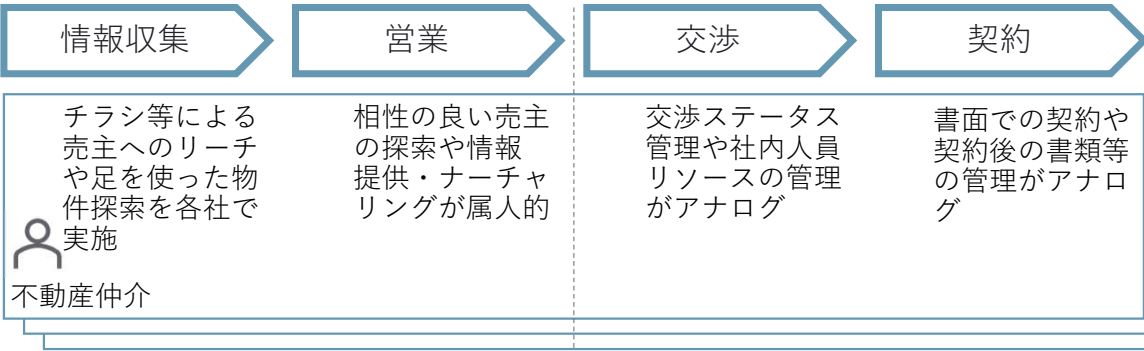 情報収集
営業
交渉
契約
チラシ等による
売主へのリーチ
や足を使った物
件探索を各社で
実施
不動産仲介
相性の良い売主
の探索や情報
提供・ナーチャ
リングが属人的
交渉ステータス
管理や社内人員
リソースの管理
がアナログ
書面での契約や
契約後の書類等
の管理がアナロ
グ